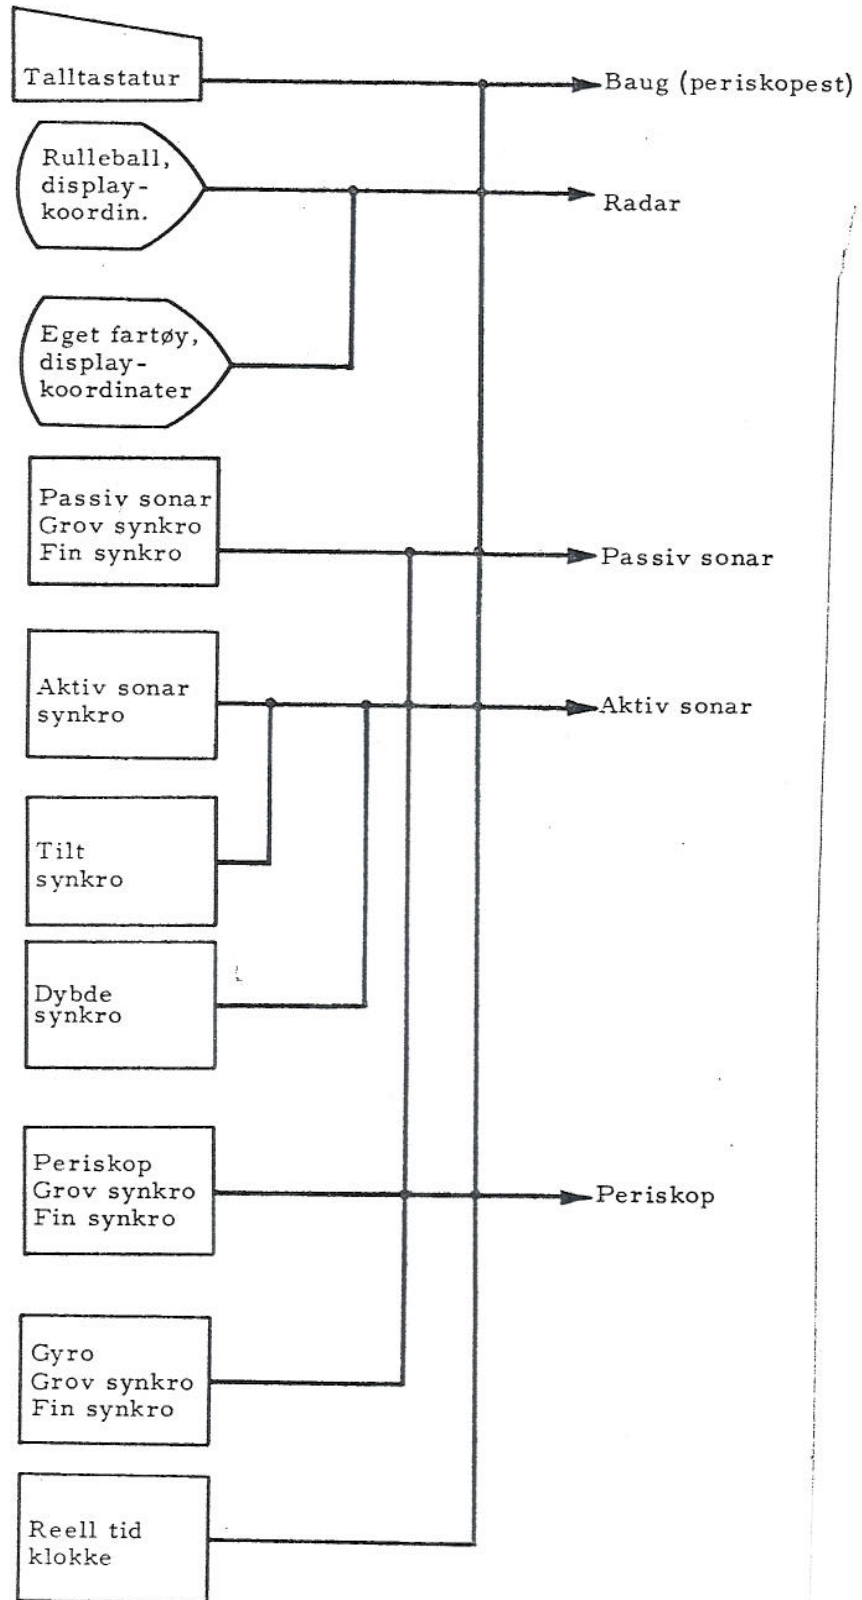 Talltastatur
Baug (periskopest)
Rulleball,
display-
koordin.
Radar
Eget fartøy,
display-
koordinater
Passiv sonar
Grov synkro
Fin synkro
Passiv sonar
Aktiv sonar
synkro
Aktiv sonar
Tilt
synkro
Dybde
synkro
Periskop
Grov synkro
Fin synkro
Periskop
Gyro
Grov synkro
Fin synkro
Reell tid
klokke